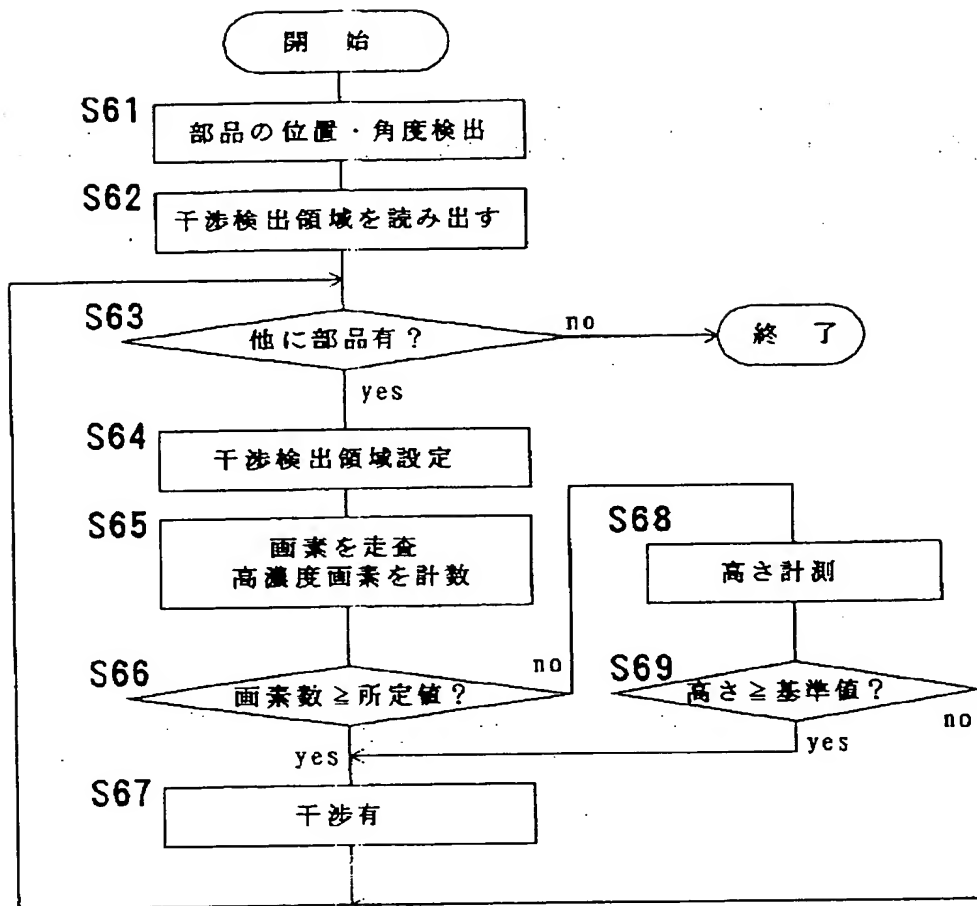 開 始
S61
部品の位置・角度検出
S62
干渉検出領域を読み出す
S63
他に部品有？
no
終 了
yes
S64
干渉検出領域設定
S65
画素を走査
高濃度画素を計数
S68
高さ計測
S66
画素数≧所定値？
no
S69
高さ≧基準値？
no
yes
yes
S67
干渉有